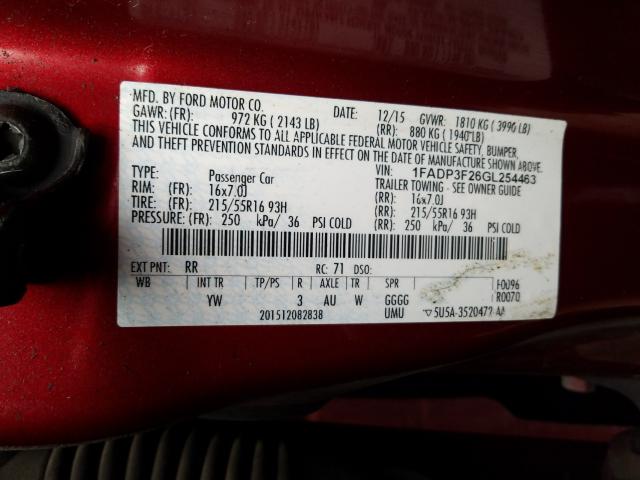 MFD. BY FORD MOTOR CO.
DATE: 12/15 GVWR: 1810 KG ( 3990 LB)
GAWR: (FR): 972 KG ( 2143 LB) (RR): 880 KG ( 1940 LB)
THIS VEHICLE CONFORMS TO ALL APPLICABLE FEDERAL MOTOR VEHICLE SAFETY, BUMPER,
AND THEFT PREVENTION STANDARDS IN EFFECT ON THE DATE OF MANUFACTURE SHOWN ABOVE.
VIN: 1FADP3F26GL254463
TYPE: Passenger Car TRAILER TOWING - SEE OWNER GUIDE
RIM: (FR): 16x7.0J (RR): 16x7.0J
TIRE: (FR): 215/55R16 93H (RR): 215/55R16 93H
PRESSURE: (FR): 250 kPa/ 36 PSI COLD (RR): 250 kPa/ 36 PSI COLD
EXT PNT: RR RC: 71 DSO:
WB INT TR TP/PS R AXLE TR SPR F0096
YW 3 AU W GGGG R0070
201512082838 UMU ▽5U5A-3520472-AA